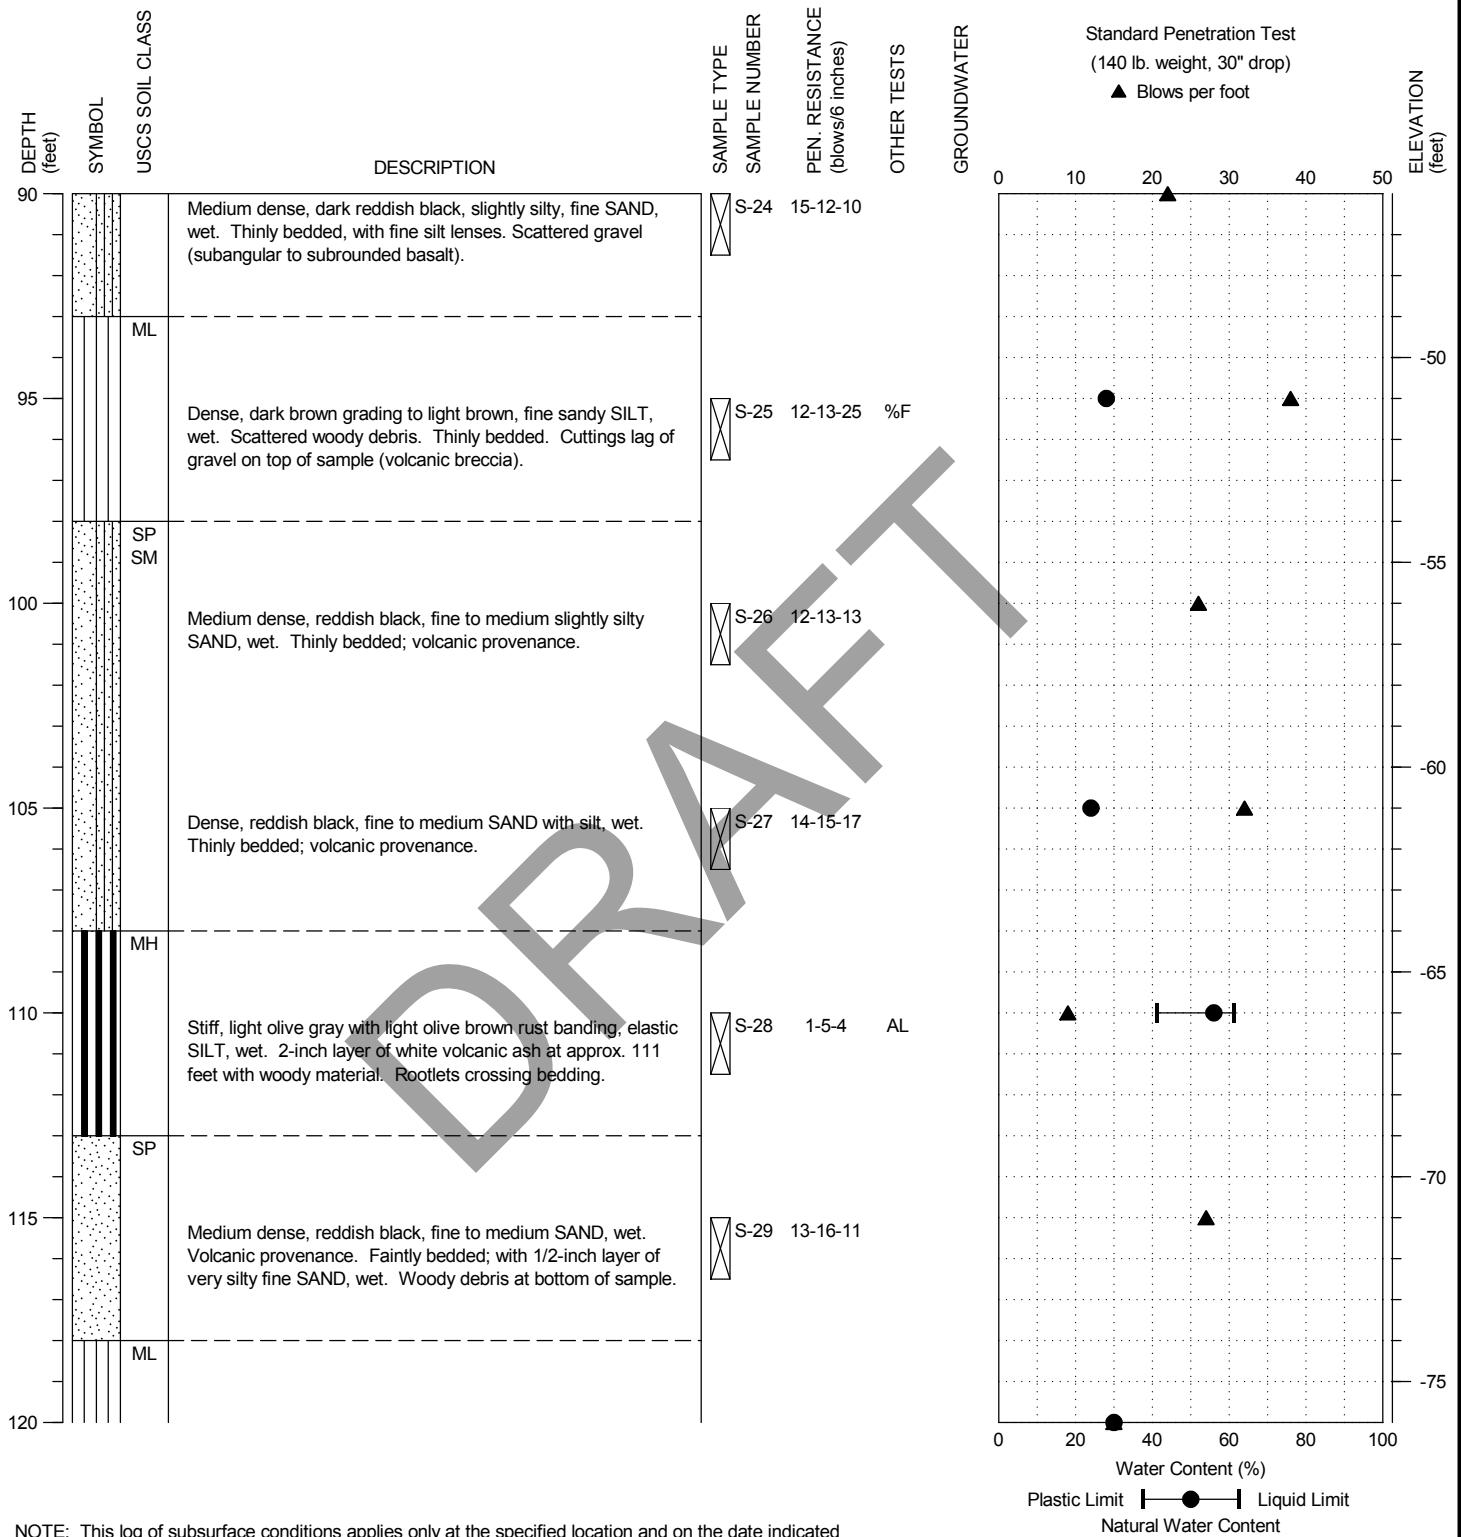 DEPTH
(feet)
SYMBOL
USCS SOIL CLASS
DESCRIPTION
SAMPLE TYPE
SAMPLE NUMBER
PEN. RESISTANCE
(blows/6 inches)
OTHER TESTS
GROUNDWATER
Standard Penetration Test
(140 lb. weight, 30" drop)
▲ Blows per foot
ELEVATION
(feet)
0 10 20 30 40 50
90
Medium dense, dark reddish black, slightly silty, fine SAND,
wet. Thinly bedded, with fine silt lenses. Scattered gravel
(subangular to subrounded basalt).
S-24 15-12-10
ML
-50
95
Dense, dark brown grading to light brown, fine sandy SILT,
wet. Scattered woody debris. Thinly bedded. Cuttings lag of
gravel on top of sample (volcanic breccia).
S-25 12-13-25 %F
SP
SM
-55
100
Medium dense, reddish black, fine to medium slightly silty
SAND, wet. Thinly bedded; volcanic provenance.
S-26 12-13-13
-60
105
Dense, reddish black, fine to medium SAND with silt, wet.
Thinly bedded; volcanic provenance.
S-27 14-15-17
MH
-65
110
Stiff, light olive gray with light olive brown rust banding, elastic
SILT, wet. 2-inch layer of white volcanic ash at approx. 111
feet with woody material. Rootlets crossing bedding.
S-28 1-5-4 AL
SP
-70
115
Medium dense, reddish black, fine to medium SAND, wet.
Volcanic provenance. Faintly bedded; with 1/2-inch layer of
very silty fine SAND, wet. Woody debris at bottom of sample.
S-29 13-16-11
ML
-75
120
0 20 40 60 80 100
Water Content (%)
Plastic Limit Liquid Limit
Natural Water Content
NOTE: This log of subsurface conditions applies only at the specified location and on the date indicated
DRAFT